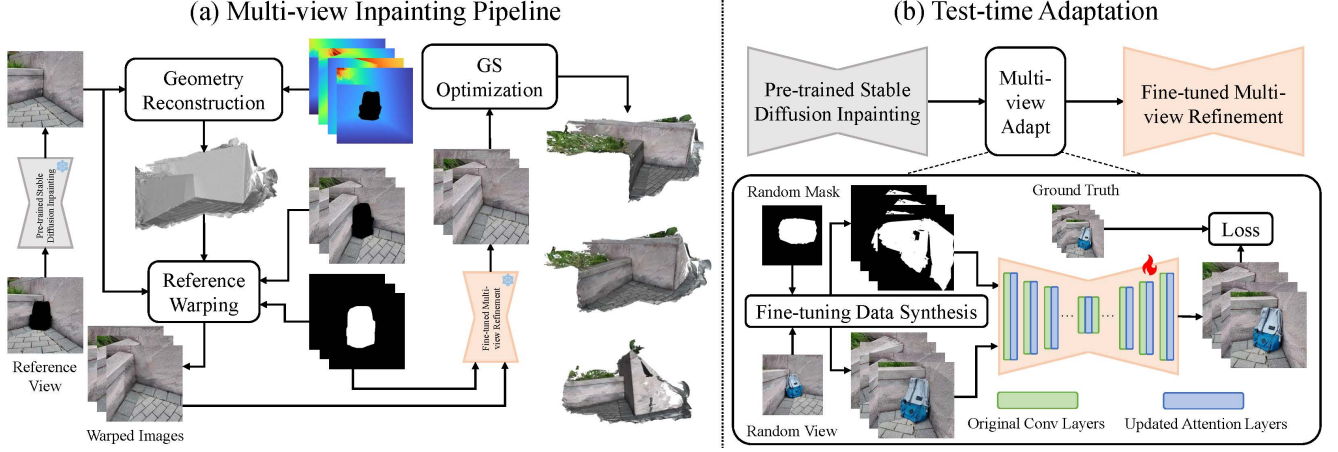 (a) Multi-view Inpainting Pipeline
Geometry
Reconstruction
GS
Optimization
Pre-trained Stable
Diffusion Inpainting
Reference
Warping
Fine-tuned Multi-
view Refinement
Reference
View
Warped Images
(b) Test-time Adaptation
Pre-trained Stable
Diffusion Inpainting
Multi-
view
Adapt
Fine-tuned Multi-
view Refinement
Random Mask
Ground Truth
Loss
Fine-tuning Data Synthesis
...
...
Random View
Original Conv Layers
Updated Attention Layers